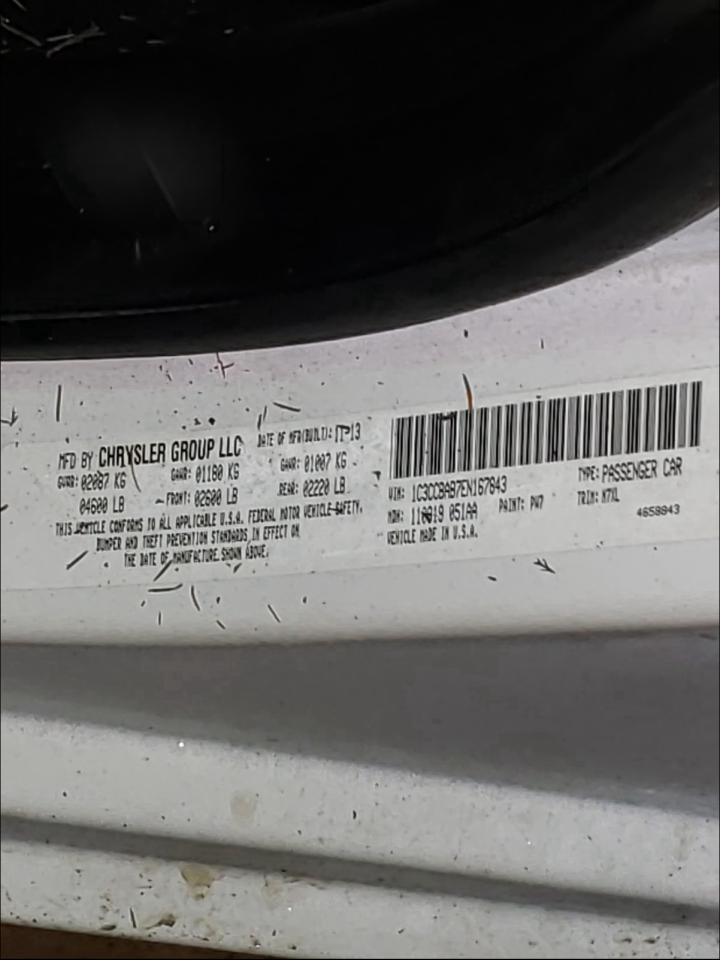 MFD BY CHRYSLER GROUP LLC
DATE OF MFR(BUILT): 13
GVWR: 02087 KG
GAWR: 01180 KG
GAWR: 01007 KG
04600 LB
FRONT: 02600 LB
REAR: 02220 LB
THIS VEHICLE CONFORMS TO ALL APPLICABLE U.S.A. FEDERAL MOTOR VEHICLE SAFETY,
BUMPER AND THEFT PREVENTION STANDARDS IN EFFECT ON
THE DATE OF MANUFACTURE SHOWN ABOVE.
VIN: 1C3CCBAB7EN167843
TYPE: PASSENGER CAR
MDH: 051AA
PAINT: PW7
TRIM: M7XL
VEHICLE MADE IN U.S.A.
4658943